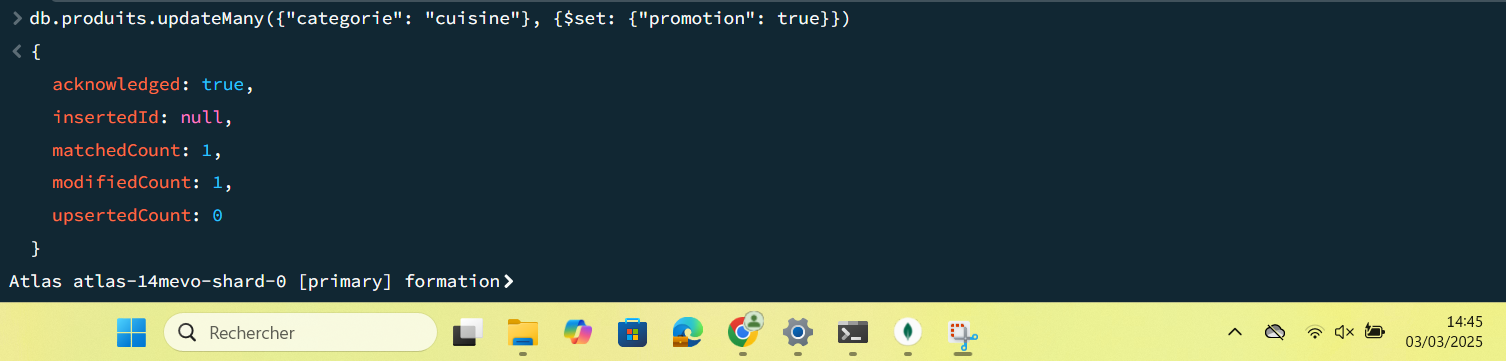 db.produits.updateMany({"categorie": "cuisine"}, {$set: {"promotion": true}})
{
acknowledged: true,
insertedId: null,
matchedCount: 1,
modifiedCount: 1,
upsertedCount: 0
}
Atlas atlas-14mevo-shard-0 [primary] formation>
Rechercher
14:45
03/03/2025